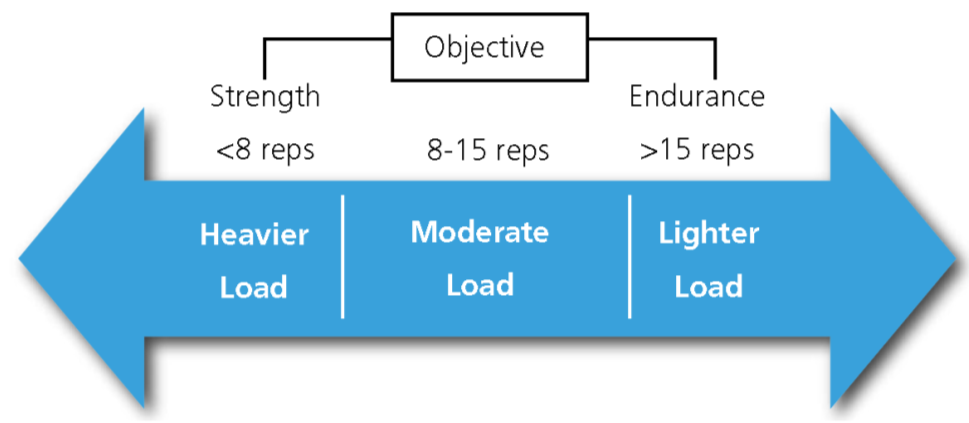 Objective
Strength Endurance
<8 reps 8-15 reps >15 reps
Heavier Moderate Lighter
Load Load Load